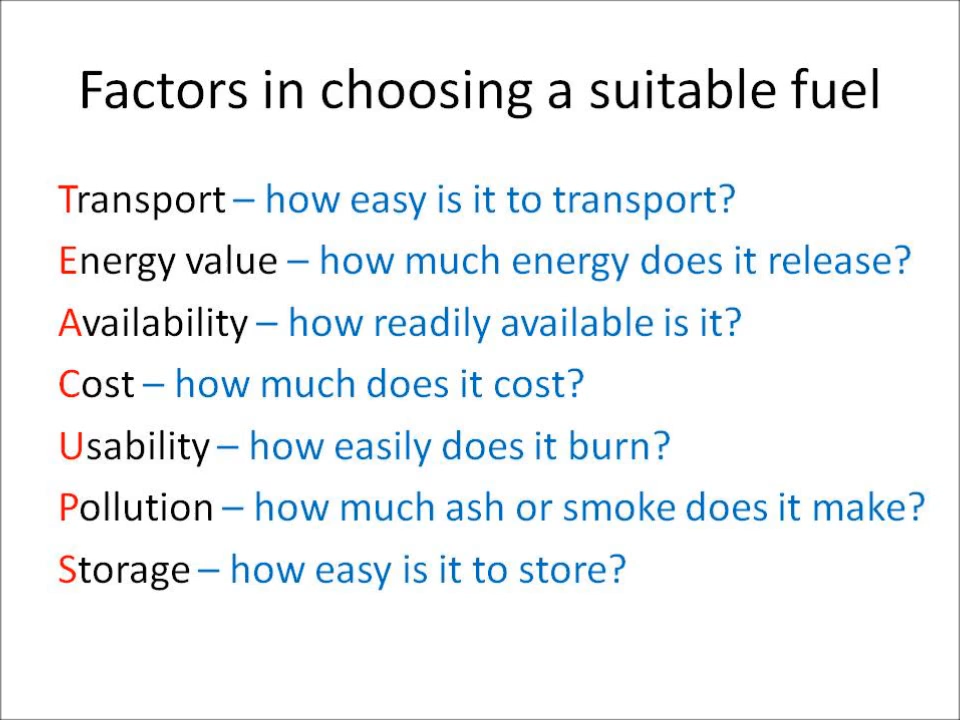 Factors in choosing a suitable fuel
Transport – how easy is it to transport?
Energy value – how much energy does it release?
Availability – how readily available is it?
Cost – how much does it cost?
Usability – how easily does it burn?
Pollution – how much ash or smoke does it make?
Storage – how easy is it to store?